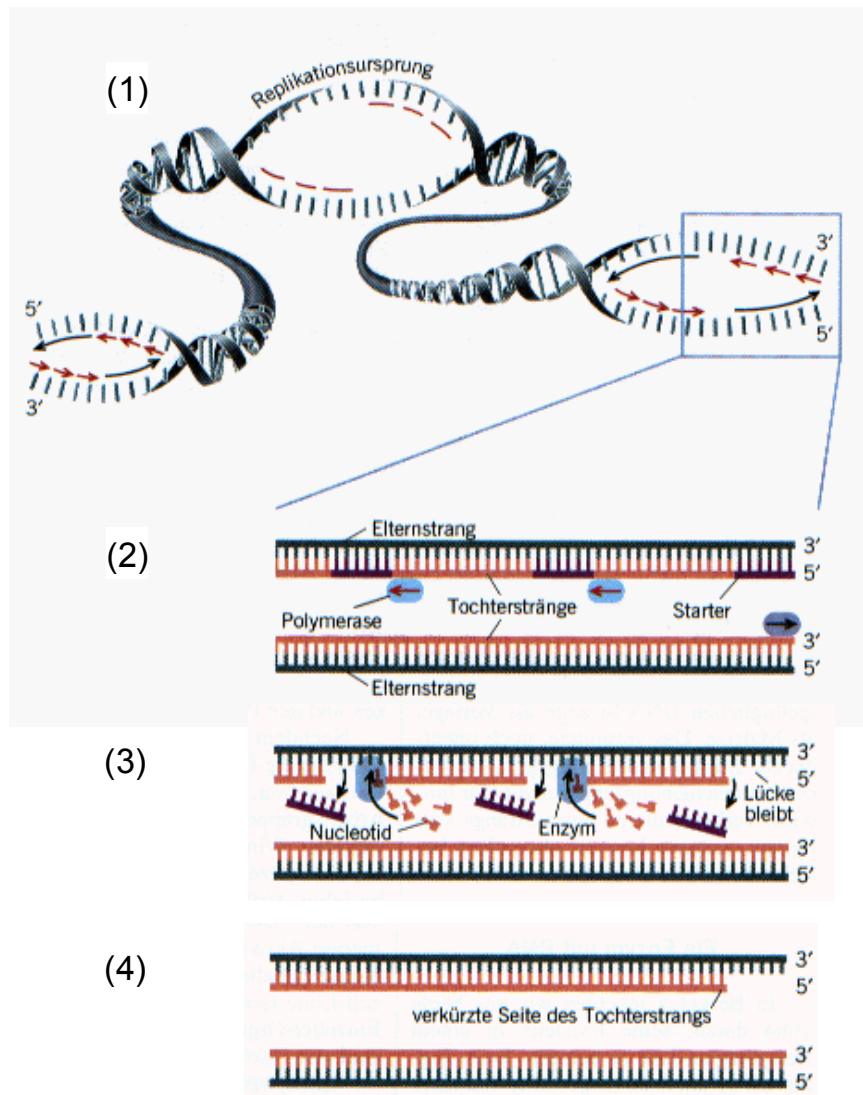 (1)
Replikationsursprung
3′
5′
5′
3′
(2)
Elternstrang
3′
5′
Polymerase
Tochterstränge
Starter
3′
5′
Elternstrang
(3)
3′
5′
Lücke
bleibt
Nucleotid
Enzym
3′
5′
(4)
3′
5′
verkürzte Seite des Tochterstrangs
3′
5′